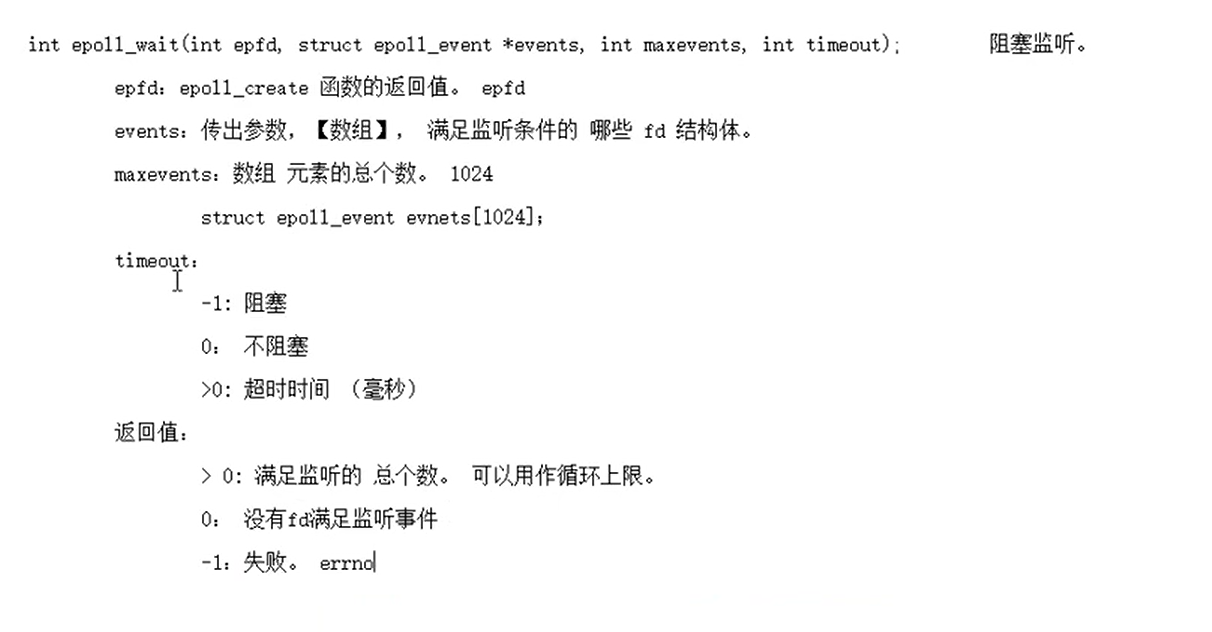 int epoll_wait(int epfd, struct epoll_event *events, int maxevents, int timeout); 阻塞监听。
epfd：epoll_create 函数的返回值。 epfd
events：传出参数，【数组】， 满足监听条件的 哪些 fd 结构体。
maxevents：数组 元素的总个数。 1024
struct epoll_event evnets[1024];
timeout：
-1: 阻塞
0： 不阻塞
>0: 超时时间 （毫秒）
返回值：
> 0: 满足监听的 总个数。 可以用作循环上限。
0： 没有fd满足监听事件
-1：失败。 errno